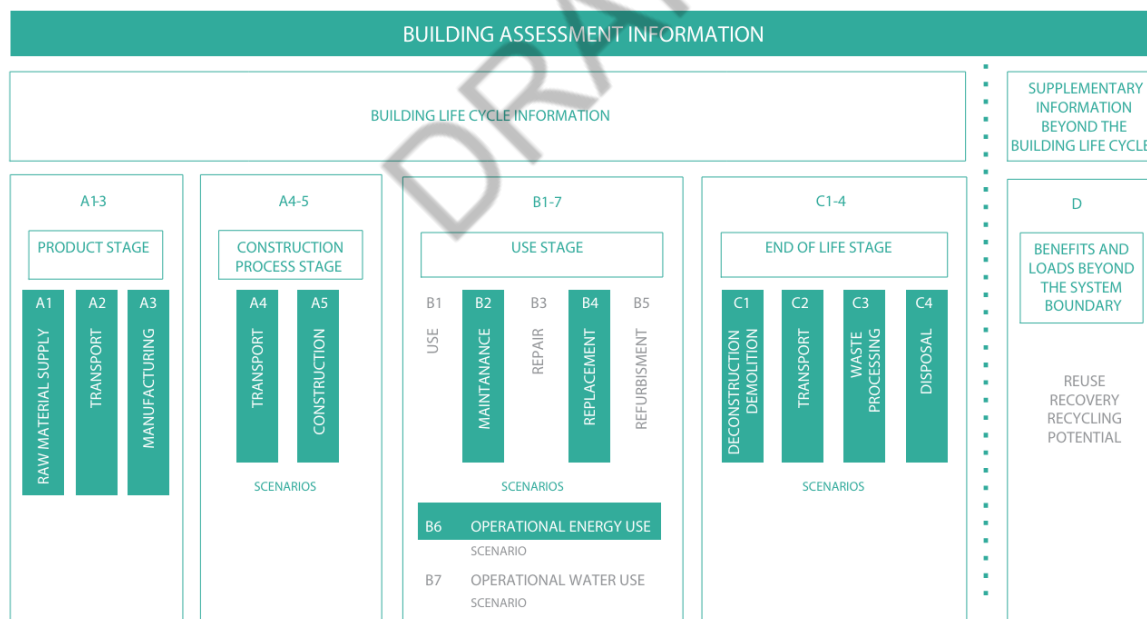 BUILDING ASSESSMENT INFORMATION
BUILDING LIFE CYCLE INFORMATION
SUPPLEMENTARY
INFORMATION
BEYOND THE
BUILDING LIFE CYCLE
A1-3
PRODUCT STAGE
A1
RAW MATERIAL SUPPLY
A2
TRANSPORT
A3
MANUFACTURING
A4-5
CONSTRUCTION
PROCESS STAGE
A4
TRANSPORT
A5
CONSTRUCTION
SCENARIOS
B1-7
USE STAGE
B1
USE
B2
MAINTANANCE
B3
REPAIR
B4
REPLACEMENT
B5
REFURBISMENT
SCENARIOS
B6 OPERATIONAL ENERGY USE
SCENARIO
B7 OPERATIONAL WATER USE
SCENARIO
C1-4
END OF LIFE STAGE
C1
DECONSTRUCTION
DEMOLITION
C2
TRANSPORT
C3
WASTE
PROCESSING
C4
DISPOSAL
SCENARIOS
D
BENEFITS AND
LOADS BEYOND
THE SYSTEM
BOUNDARY
REUSE
RECOVERY
RECYCLING
POTENTIAL